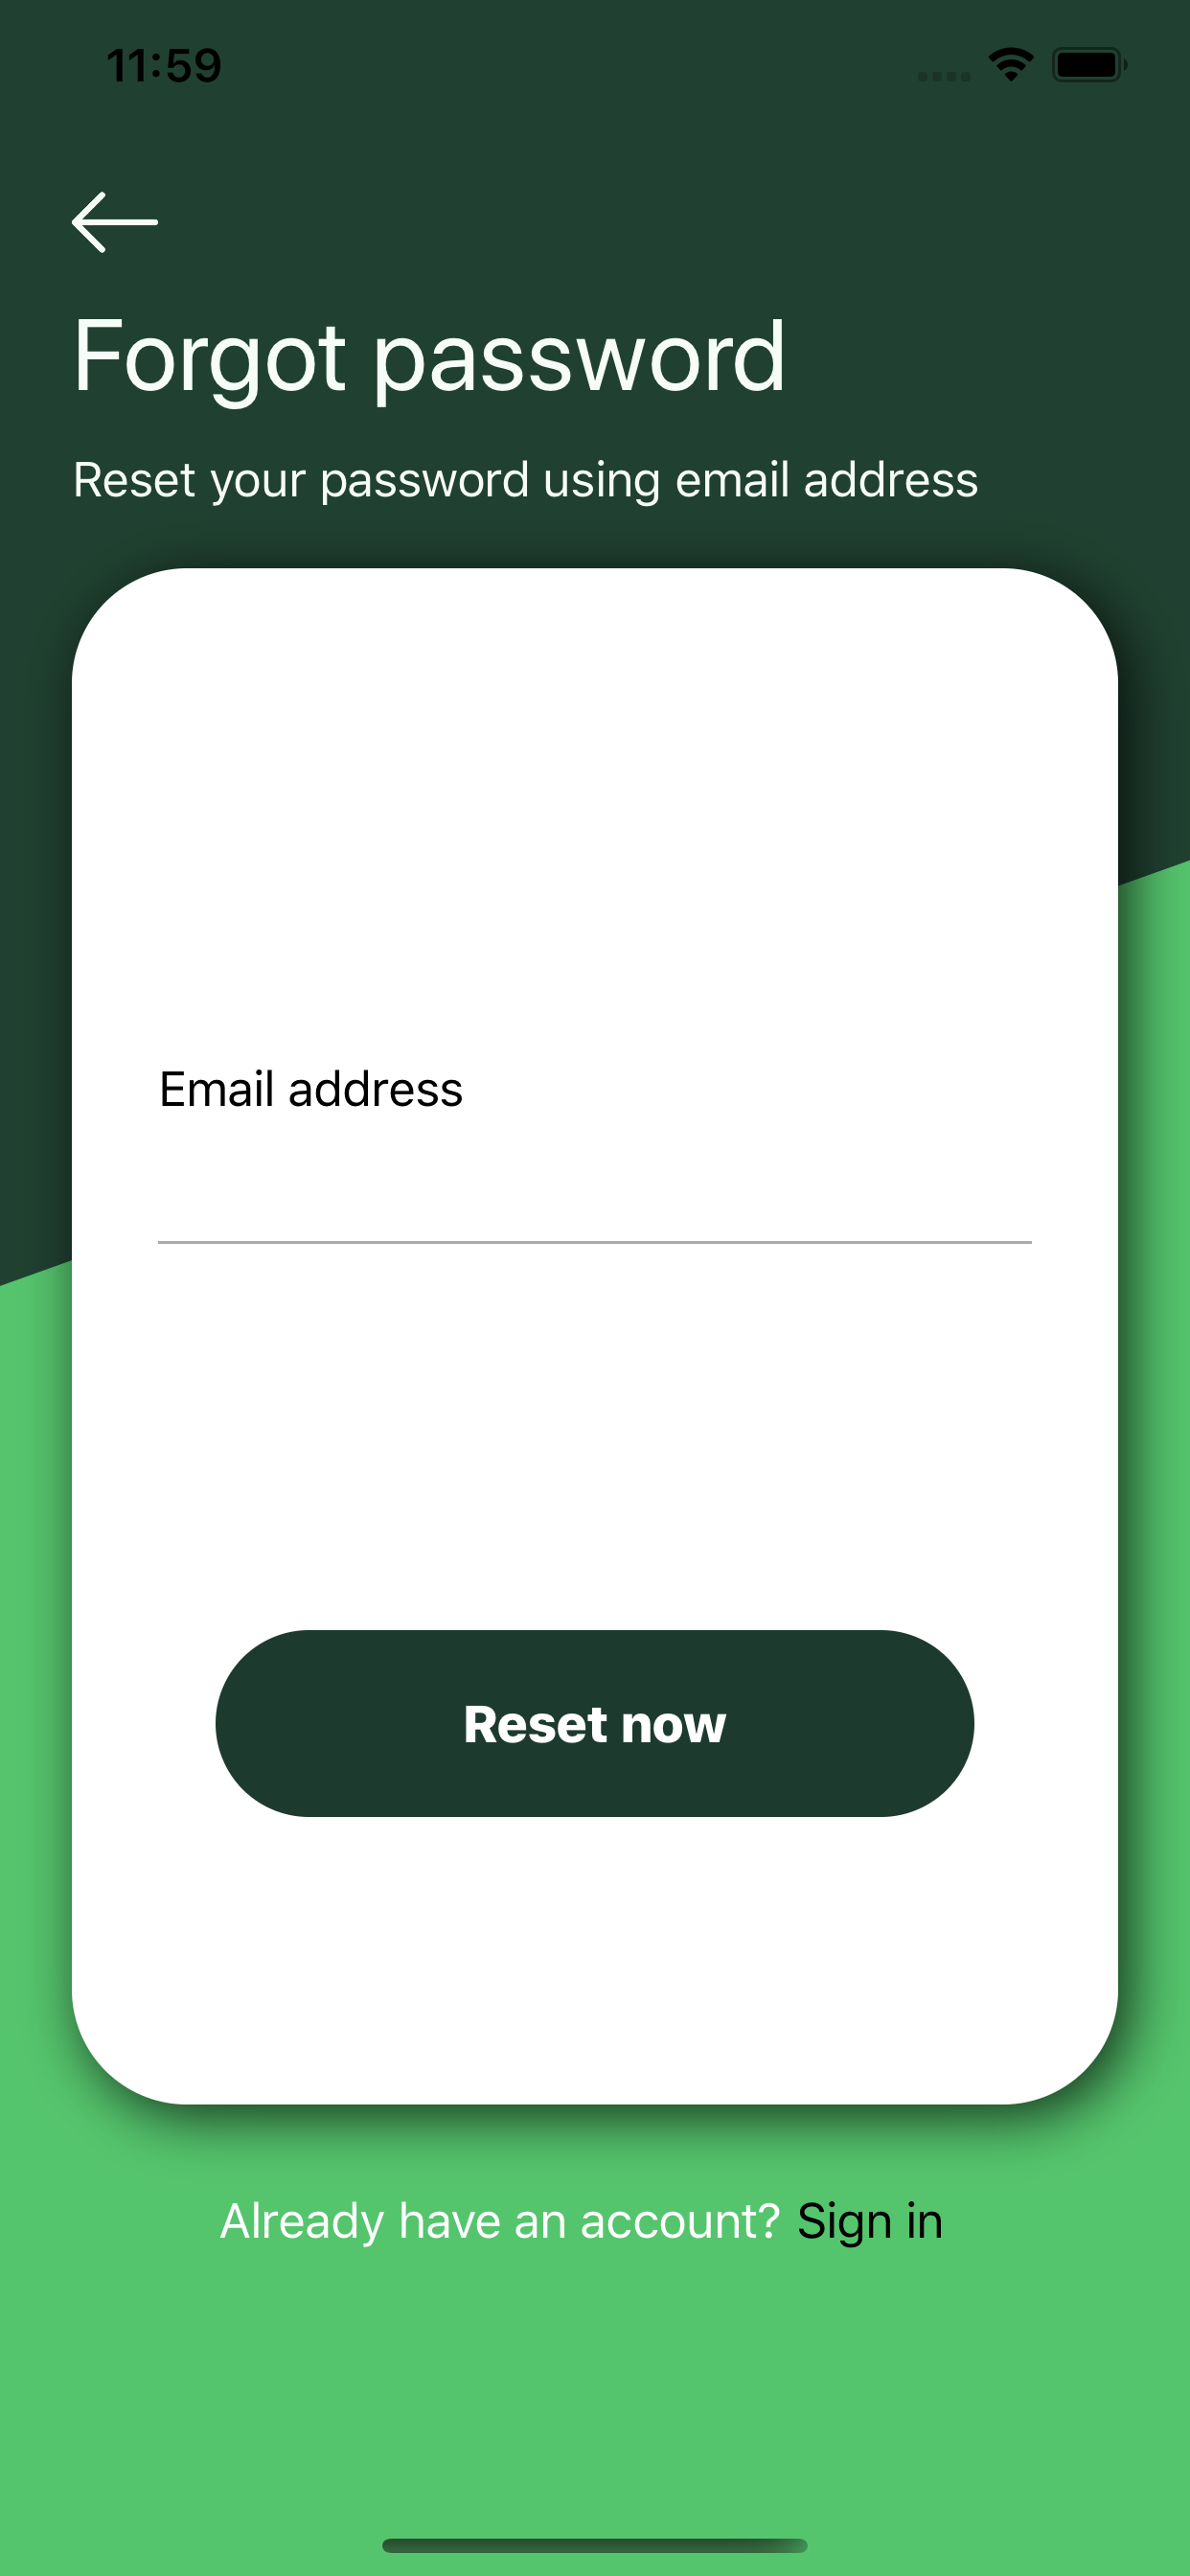 11:59
Forgot password
Reset your password using email address
Email address
Reset now
Already have an account? Sign in